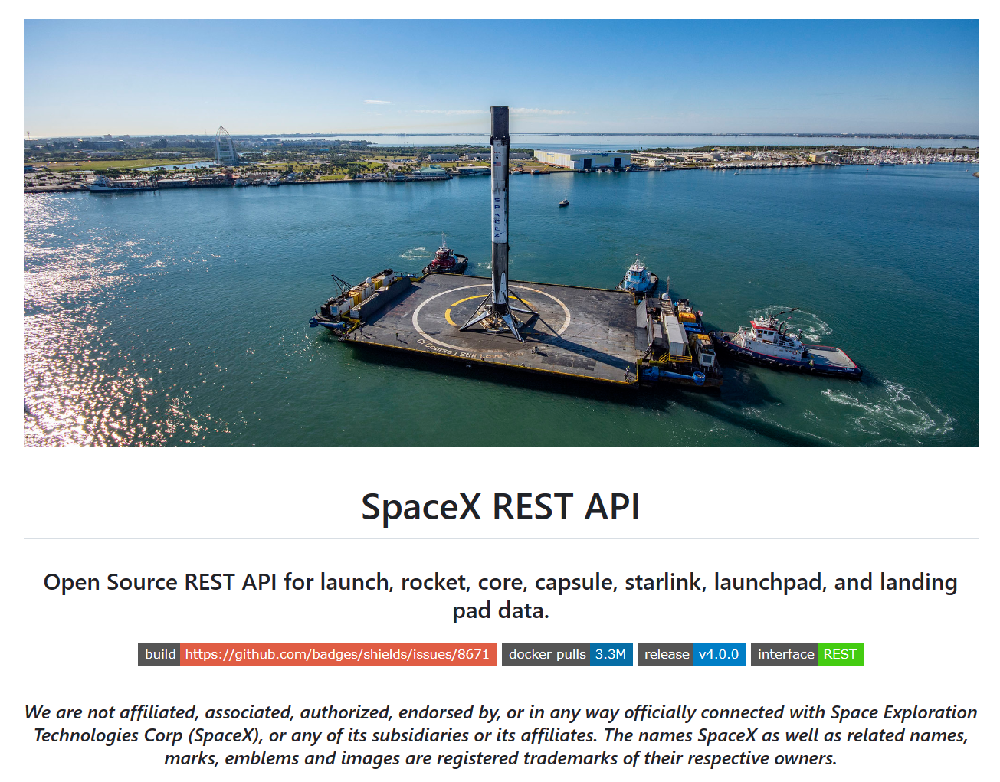 SPACEX
Of Course I Still Love You
SpaceX REST API
Open Source REST API for launch, rocket, core, capsule, starlink, launchpad, and landing
pad data.
build https://github.com/badges/shields/issues/8671 docker pulls 3.3M release v4.0.0 interface REST
We are not affiliated, associated, authorized, endorsed by, or in any way officially connected with Space Exploration
Technologies Corp (SpaceX), or any of its subsidiaries or its affiliates. The names SpaceX as well as related names,
marks, emblems and images are registered trademarks of their respective owners.